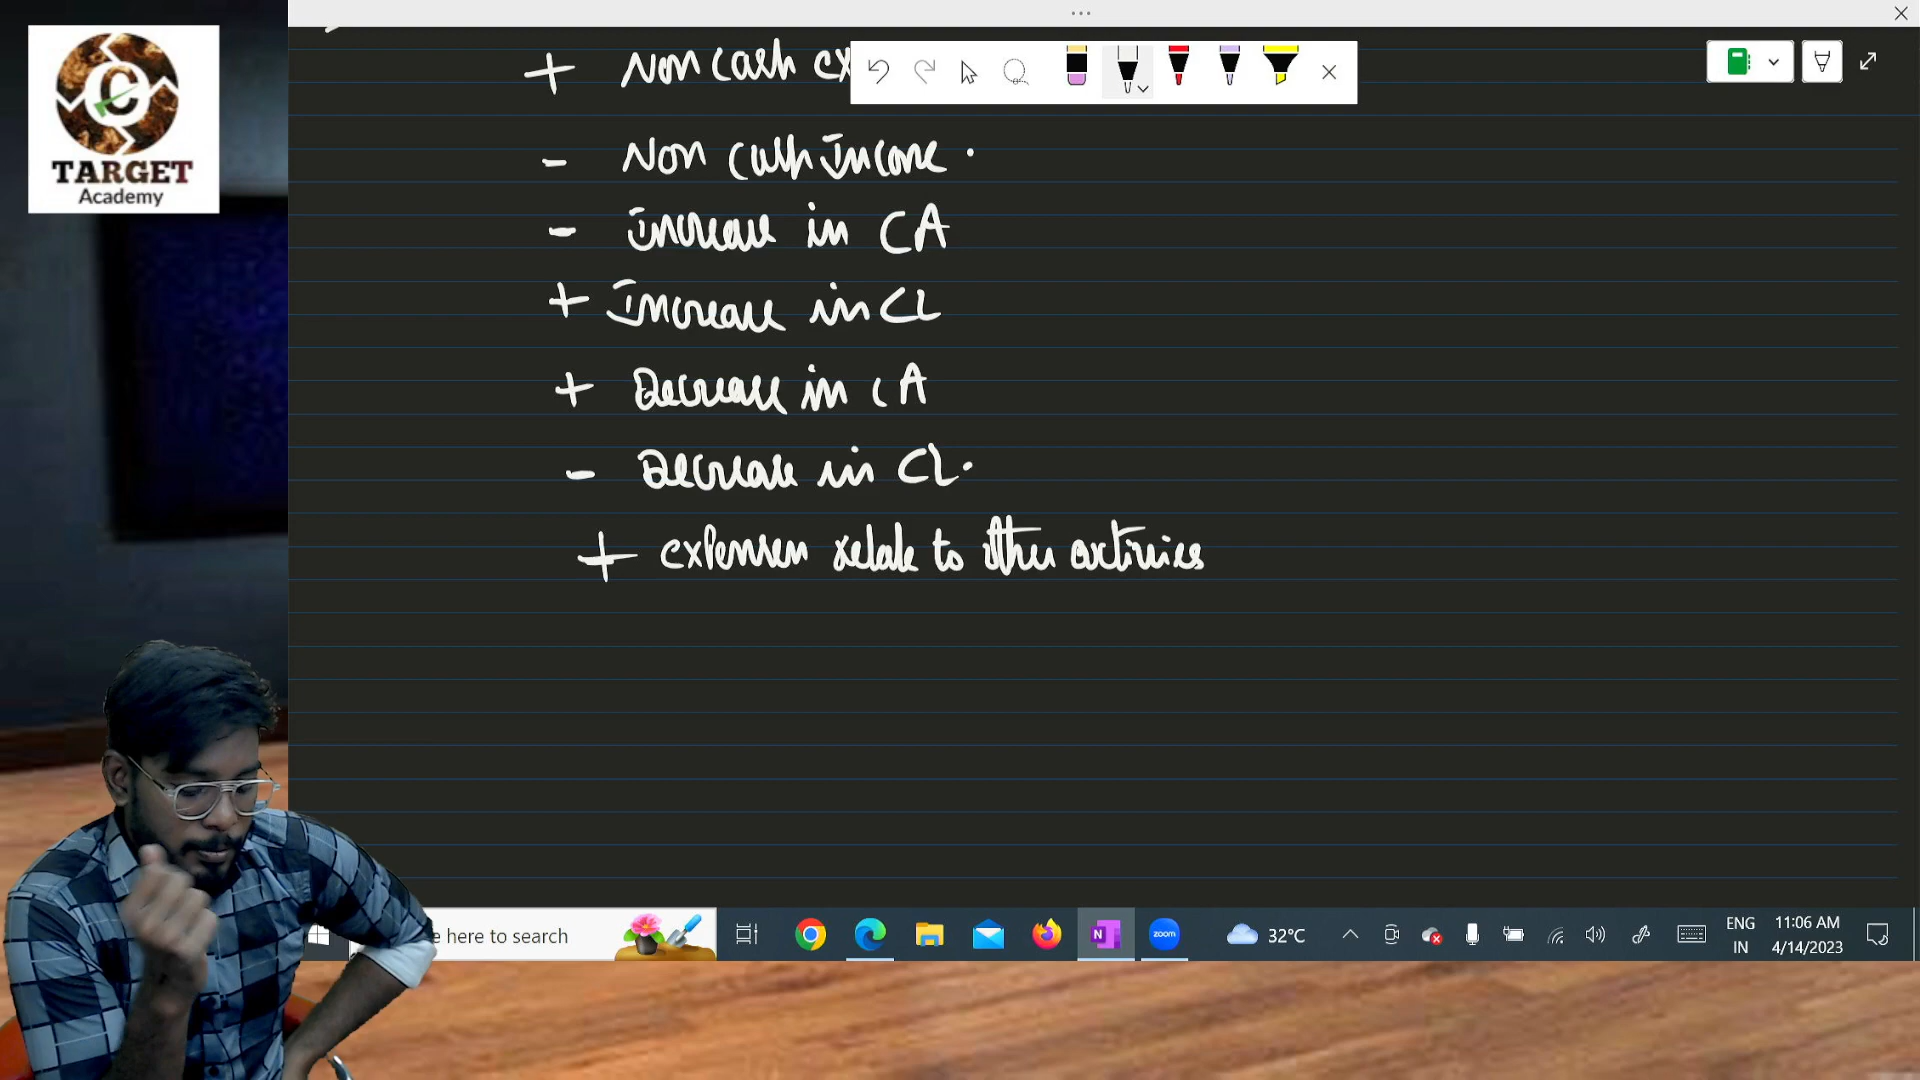 TARGET
Academy
+ Non cash ex
- Non cash Income.
- Increase in CA
+ Increase in CL
+ Decrease in CA
- Decrease in CL.
+ expenses relate to other activities
e here to search
N
zoom
32°C
ENG
IN
11:06 AM
4/14/2023